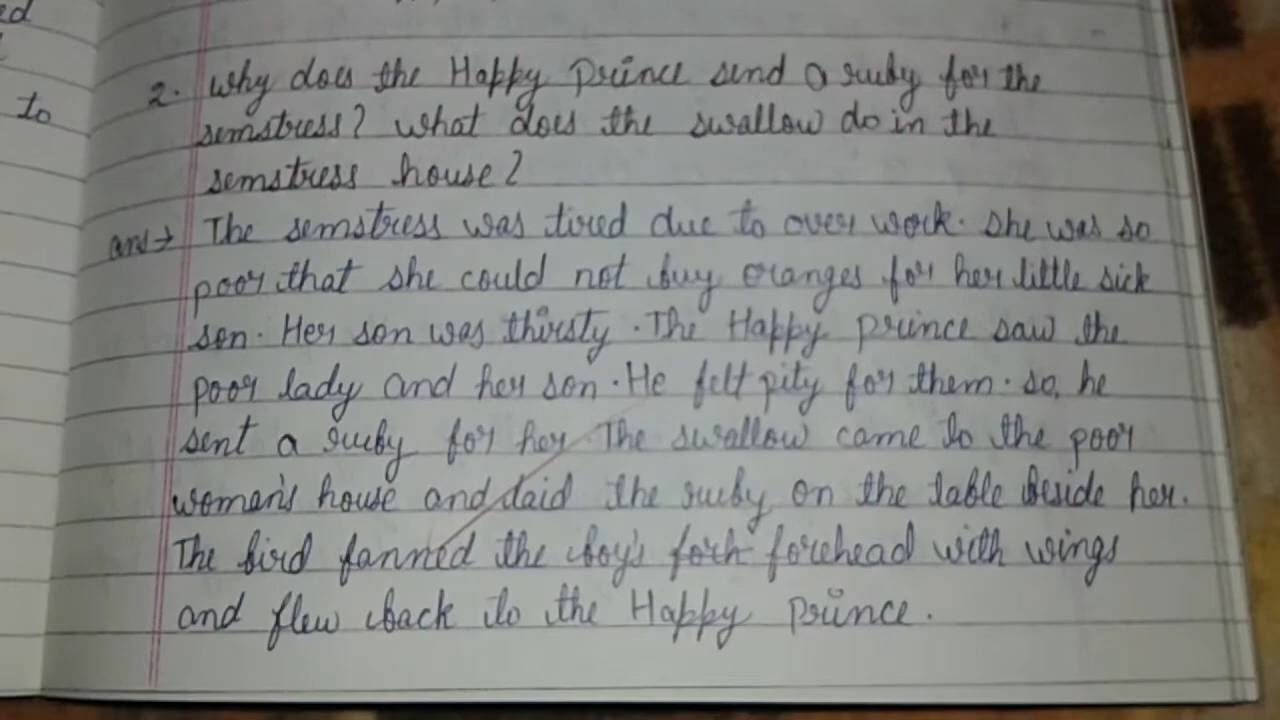 ed
to
2. Why does the Happy Prince send a ruby for the
semstress? What does the swallow do in the
semstress house?
ans→ The semstress was tired due to over work. She was so
poor that she could not buy oranges for her little sick
son. Her son was thirsty. The Happy prince saw the
poor lady and her son. He felt pity for them. so, he
sent a ruby for her. The swallow came to the poor
woman's house and laid the ruby on the table beside her.
The bird fanned the boy's forh forehead with wings
and flew back to the Happy prince.